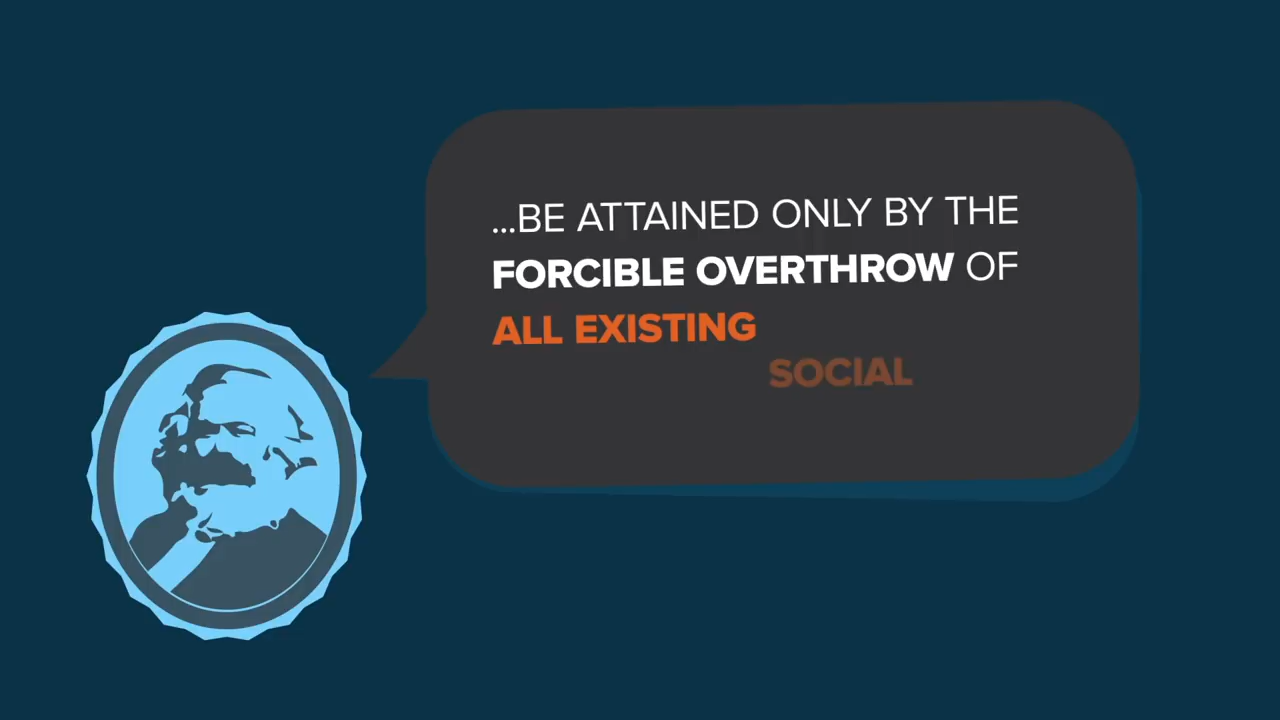 ...BE ATTAINED ONLY BY THE
FORCIBLE OVERTHROW OF
ALL EXISTING
SOCIAL